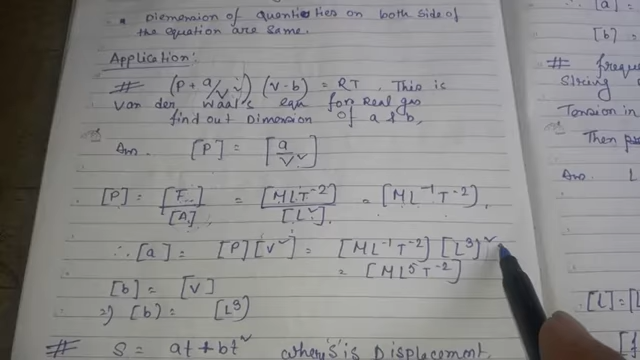 • Diemension of quantities on both side of
the equation are same.
Application:
# (P + a/V²) (V - b) = RT. This is
Van der Waal's eqn for Real gas
find out Dimension of a & b,
Ans. [P] = [a/V²]
[P] = [F]/[A] = [MLT⁻²]/[L²] = [ML⁻¹T⁻²],
∴ [a] = [P][V²] = [ML⁻¹T⁻²] [L³]²
= [ML⁵T⁻²]
[b] = [V]
=) [b) = [L³)
# S = at + bt² where 's' is Displacement,
[a] =
[b] =
# freque
String
Tension in
Then p
Ans. L
[L] = [L